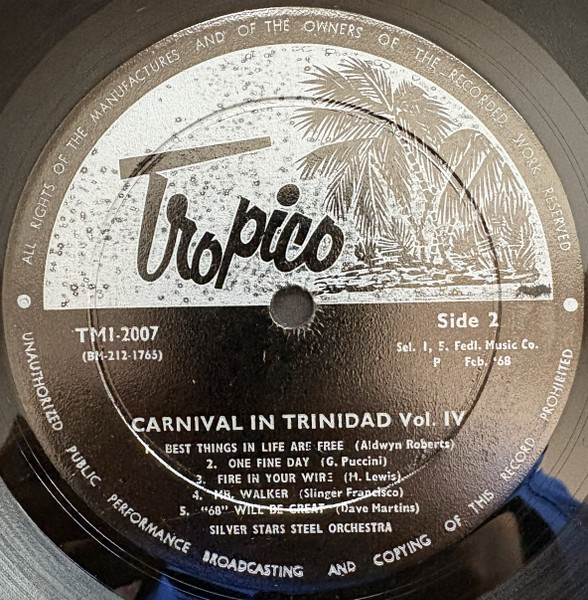 ALL RIGHTS OF THE MANUFACTURES AND OF THE OWNERS OF THE RECORDED WORK RESERVED
Tropico
TM1-2007
(BM-212-1765)
Side 2
Sel. 1, 5. Fedl. Music Co.
P Feb. '68
CARNIVAL IN TRINIDAD Vol. IV
1. BEST THINGS IN LIFE ARE FREE (Aldwyn Roberts)
2. ONE FINE DAY (G. Puccini)
3. FIRE IN YOUR WIRE (M. Lewis)
4. MR. WALKER (Slinger Francisco)
5. "68" WILL BE GREAT (Dave Martins)
SILVER STARS STEEL ORCHESTRA
UNAUTHORIZED PUBLIC PERFORMANCE BROADCASTING AND COPYING OF THIS RECORD PROHIBITED